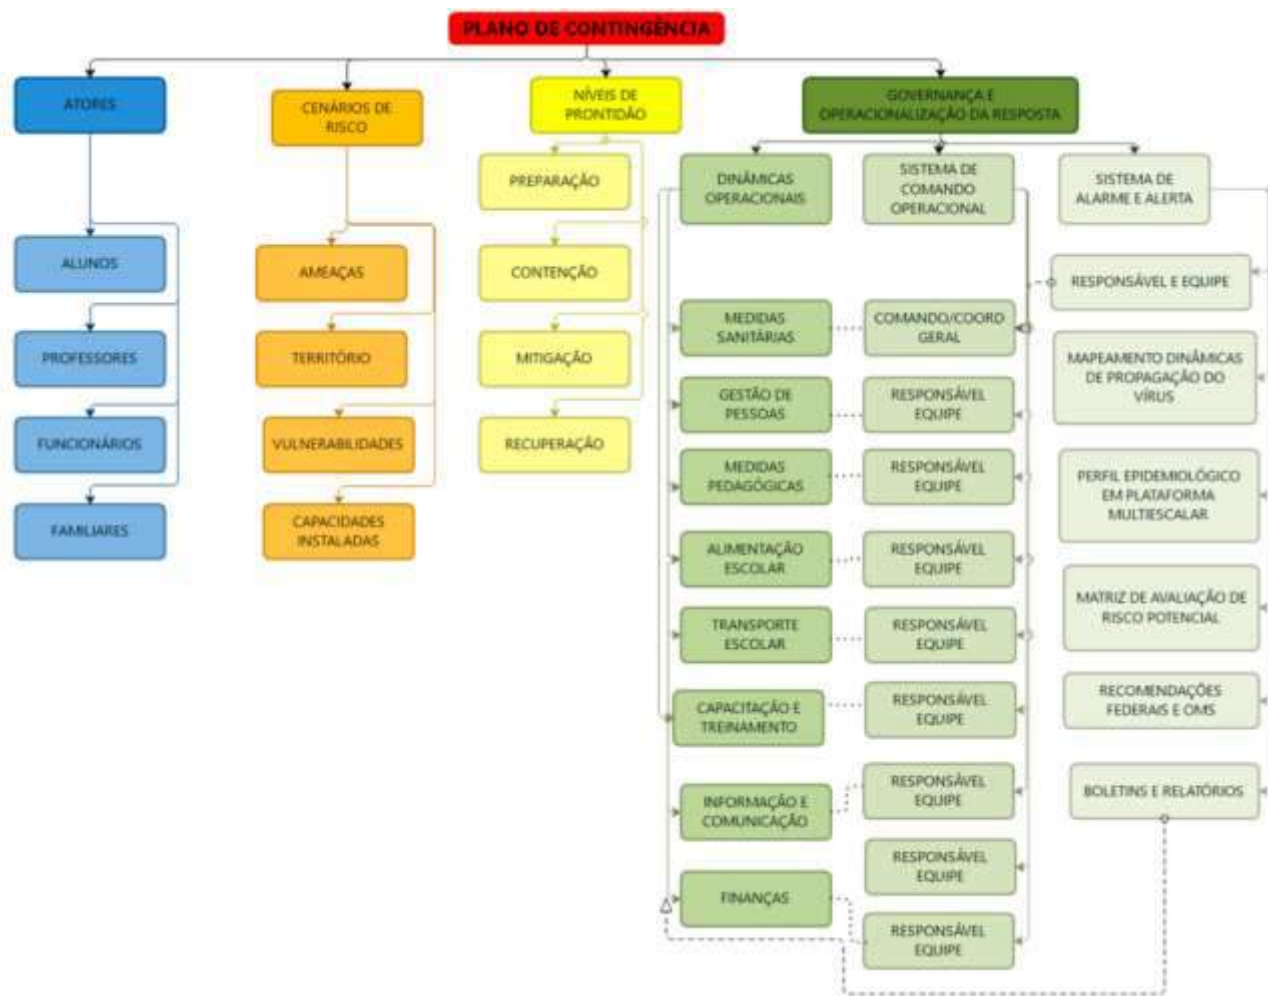 PLANO DE CONTINGÊNCIA
ATORES
CENÁRIOS DE
RISCO
NÍVEIS DE
PRONTIDÃO
GOVERNANÇA E
OPERACIONALIZAÇÃO DA RESPOSTA
ALUNOS
PROFESSORES
FUNCIONÁRIOS
FAMILIARES
AMEAÇAS
TERRITÓRIO
VULNERABILIDADES
CAPACIDADES
INSTALADAS
PREPARAÇÃO
CONTENÇÃO
MITIGAÇÃO
RECUPERAÇÃO
DINÂMICAS
OPERACIONAIS
MEDIDAS
SANITÁRIAS
GESTÃO DE
PESSOAS
MEDIDAS
PEDAGÓGICAS
ALIMENTAÇÃO
ESCOLAR
TRANSPORTE
ESCOLAR
CAPACITAÇÃO E
TREINAMENTO
INFORMAÇÃO E
COMUNICAÇÃO
FINANÇAS
SISTEMA DE
COMANDO
OPERACIONAL
COMANDO/COORD
GERAL
RESPONSÁVEL
EQUIPE
RESPONSÁVEL
EQUIPE
RESPONSÁVEL
EQUIPE
RESPONSÁVEL
EQUIPE
RESPONSÁVEL
EQUIPE
RESPONSÁVEL
EQUIPE
RESPONSÁVEL
EQUIPE
RESPONSÁVEL
EQUIPE
SISTEMA DE
ALARME E ALERTA
RESPONSÁVEL E EQUIPE
MAPEAMENTO DINÂMICAS
DE PROPAGAÇÃO DO
VÍRUS
PERFIL EPIDEMIOLÓGICO
EM PLATAFORMA
MULTIESCALAR
MATRIZ DE AVALIAÇÃO DE
RISCO POTENCIAL
RECOMENDAÇÕES
FEDERAIS E OMS
BOLETINS E RELATÓRIOS